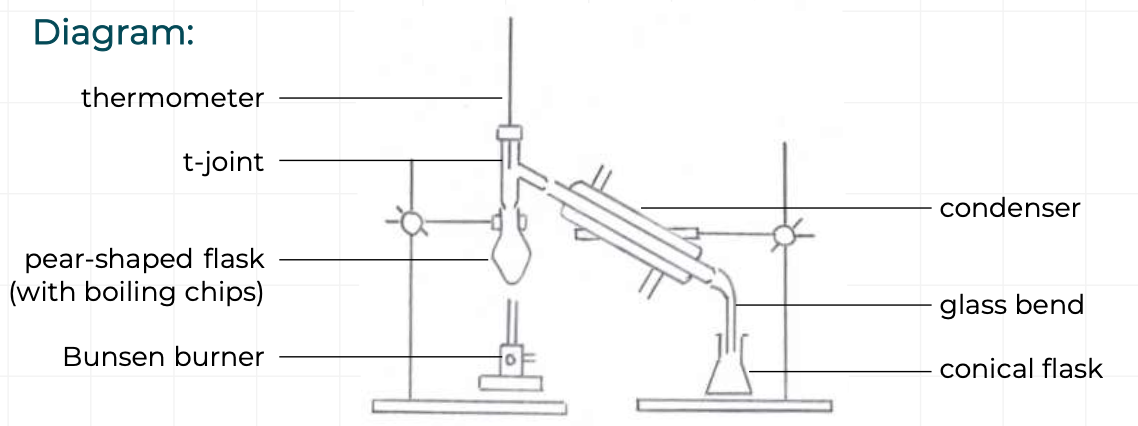 Diagram:
thermometer
t-joint
pear-shaped flask
(with boiling chips)
Bunsen burner
condenser
glass bend
conical flask